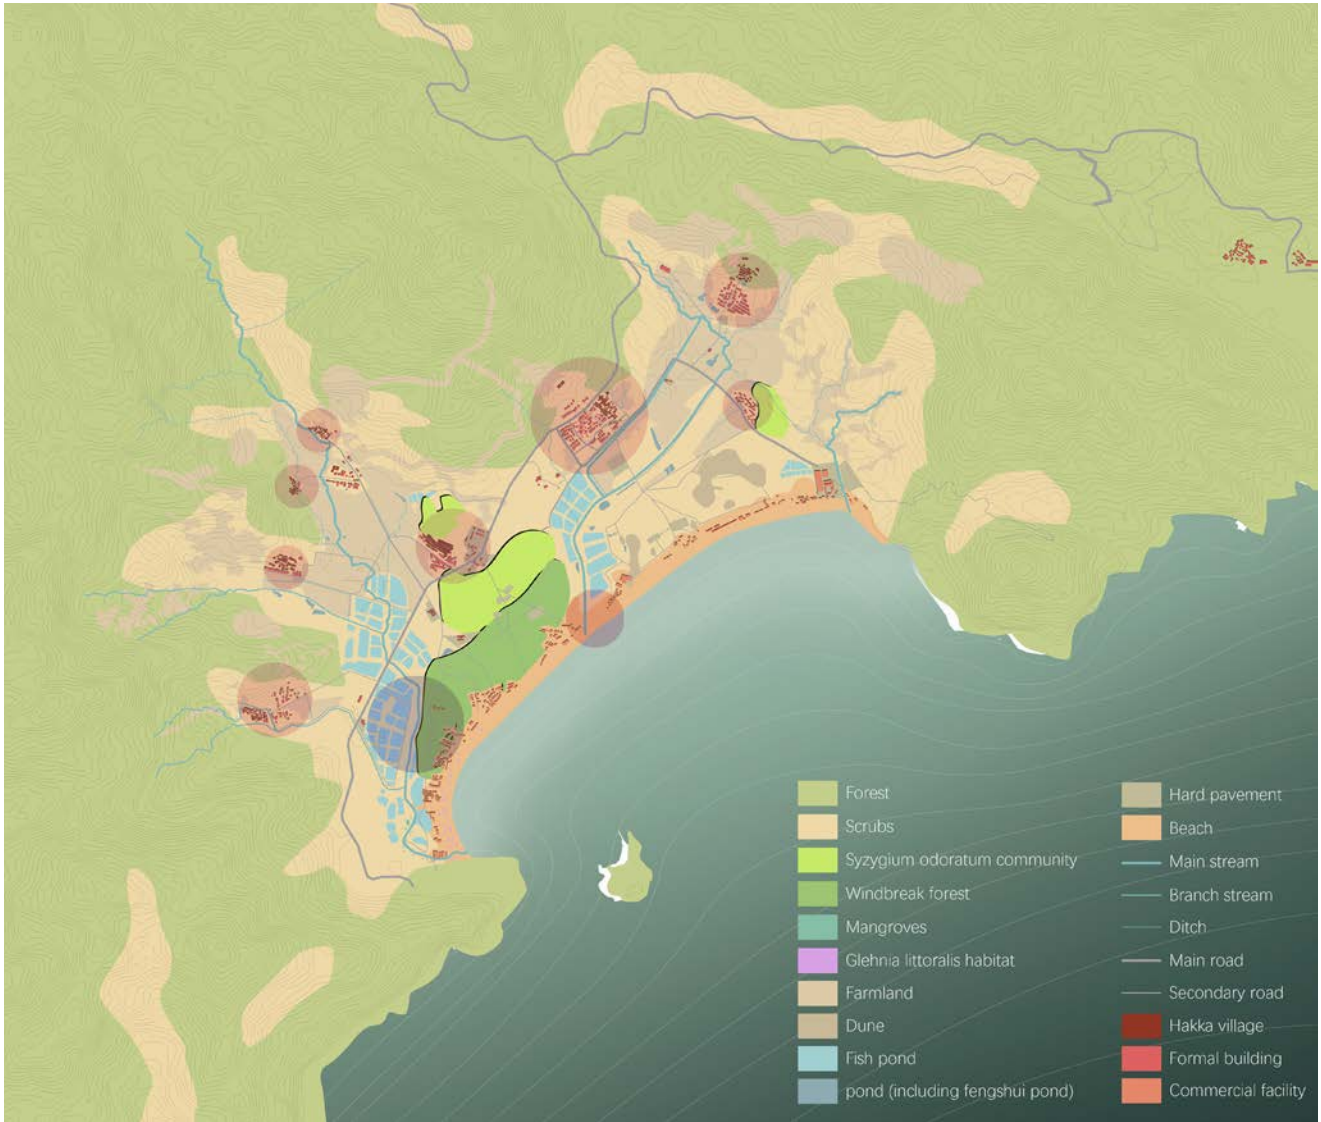 Forest
Scrubs
Syzygium odoratum community
Windbreak forest
Mangroves
Glehnia littoralis habitat
Farmland
Dune
Fish pond
pond (including fengshui pond)
Hard pavement
Beach
Main stream
Branch stream
Ditch
Main road
Secondary road
Hakka village
Formal building
Commercial facility